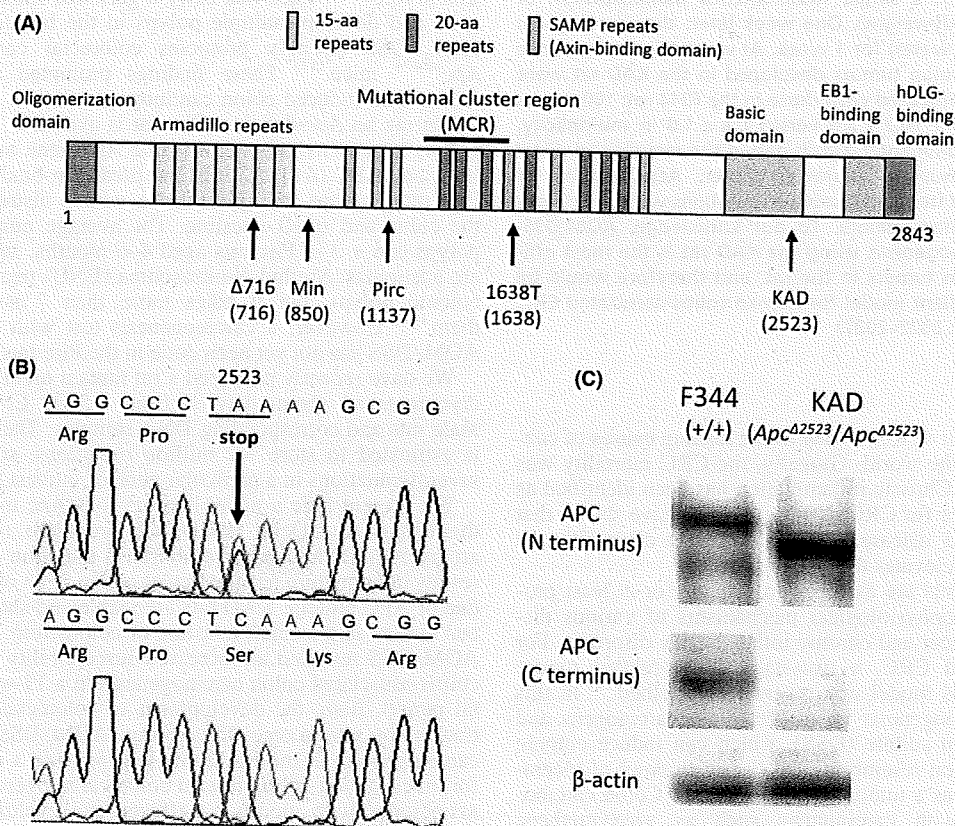 (A)
15-aa
repeats
20-aa
repeats
SAMP repeats
(Axin-binding domain)
Oligomerization
domain
Armadillo repeats
Mutational cluster region
(MCR)
Basic
domain
EB1-
binding
domain
hDLG-
binding
domain
1
2843
Δ716
(716)
Min
(850)
Pirc
(1137)
1638T
(1638)
KAD
(2523)
(B)
2523
A G G C C C T A A A A G C G G
Arg Pro stop
A G G C C C T C A A A G C G G
Arg Pro Ser Lys Arg
(C)
F344
(+/+)
KAD
(Apc^Δ2523/Apc^Δ2523)
APC
(N terminus)
APC
(C terminus)
β-actin